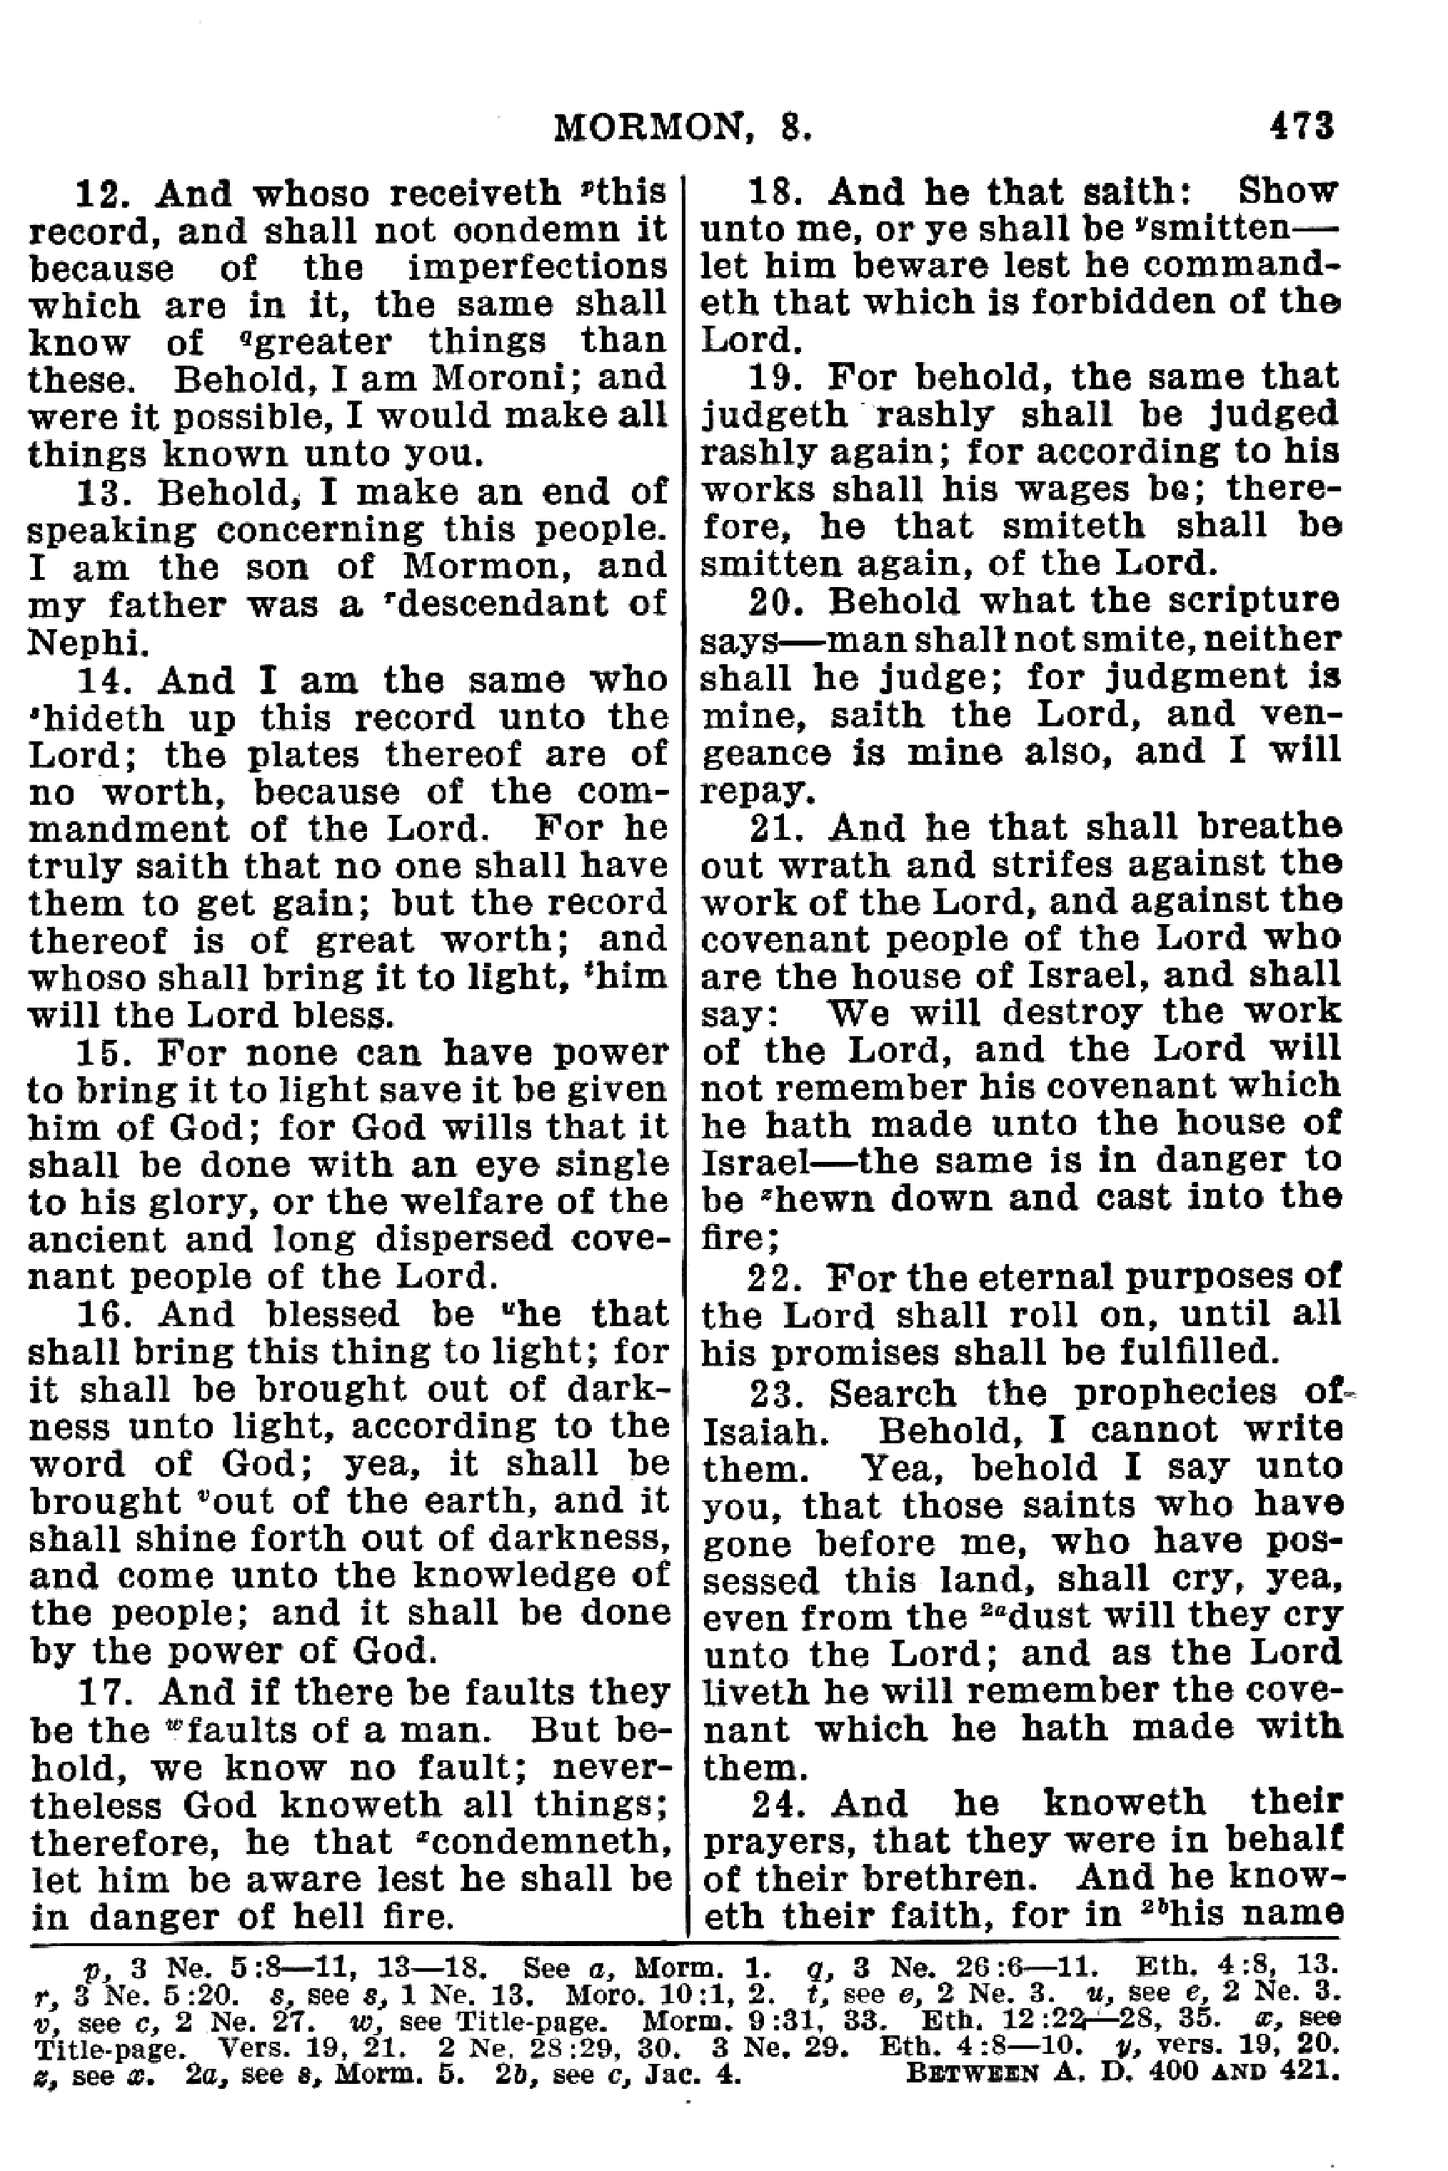 MORMON, 8. 473
12. And whoso receiveth ᵖthis
record, and shall not condemn it
because of the imperfections
which are in it, the same shall
know of ᑫgreater things than
these. Behold, I am Moroni; and
were it possible, I would make all
things known unto you.
13. Behold, I make an end of
speaking concerning this people.
I am the son of Mormon, and
my father was a ʳdescendant of
Nephi.
14. And I am the same who
ˢhideth up this record unto the
Lord; the plates thereof are of
no worth, because of the com-
mandment of the Lord. For he
truly saith that no one shall have
them to get gain; but the record
thereof is of great worth; and
whoso shall bring it to light, ᵗhim
will the Lord bless.
15. For none can have power
to bring it to light save it be given
him of God; for God wills that it
shall be done with an eye single
to his glory, or the welfare of the
ancient and long dispersed cove-
nant people of the Lord.
16. And blessed be ᵘhe that
shall bring this thing to light; for
it shall be brought out of dark-
ness unto light, according to the
word of God; yea, it shall be
brought ᵛout of the earth, and it
shall shine forth out of darkness,
and come unto the knowledge of
the people; and it shall be done
by the power of God.
17. And if there be faults they
be the ʷfaults of a man. But be-
hold, we know no fault; never-
theless God knoweth all things;
therefore, he that ˣcondemneth,
let him be aware lest he shall be
in danger of hell fire.
18. And he that saith: Show
unto me, or ye shall be ʸsmitten—
let him beware lest he command-
eth that which is forbidden of the
Lord.
19. For behold, the same that
judgeth rashly shall be judged
rashly again; for according to his
works shall his wages be; there-
fore, he that smiteth shall be
smitten again, of the Lord.
20. Behold what the scripture
says—man shall not smite, neither
shall he judge; for judgment is
mine, saith the Lord, and ven-
geance is mine also, and I will
repay.
21. And he that shall breathe
out wrath and strifes against the
work of the Lord, and against the
covenant people of the Lord who
are the house of Israel, and shall
say: We will destroy the work
of the Lord, and the Lord will
not remember his covenant which
he hath made unto the house of
Israel—the same is in danger to
be ᶻhewn down and cast into the
fire;
22. For the eternal purposes of
the Lord shall roll on, until all
his promises shall be fulfilled.
23. Search the prophecies of
Isaiah. Behold, I cannot write
them. Yea, behold I say unto
you, that those saints who have
gone before me, who have pos-
sessed this land, shall cry, yea,
even from the ²ᵃdust will they cry
unto the Lord; and as the Lord
liveth he will remember the cove-
nant which he hath made with
them.
24. And he knoweth their
prayers, that they were in behalf
of their brethren. And he know-
eth their faith, for in ²ᵇhis name
p, 3 Ne. 5:8—11, 13—18. See a, Morm. 1. q, 3 Ne. 26:6—11. Eth. 4:8, 13.
r, 3 Ne. 5:20. s, see s, 1 Ne. 13. Moro. 10:1, 2. t, see e, 2 Ne. 3. u, see e, 2 Ne. 3.
v, see c, 2 Ne. 27. w, see Title-page. Morm. 9:31, 33. Eth. 12:22—28, 35. x, see
Title-page. Vers. 19, 21. 2 Ne. 28:29, 30. 3 Ne. 29. Eth. 4:8—10. y, vers. 19, 20.
z, see x. 2a, see s, Morm. 5. 2b, see c, Jac. 4. BETWEEN A. D. 400 AND 421.